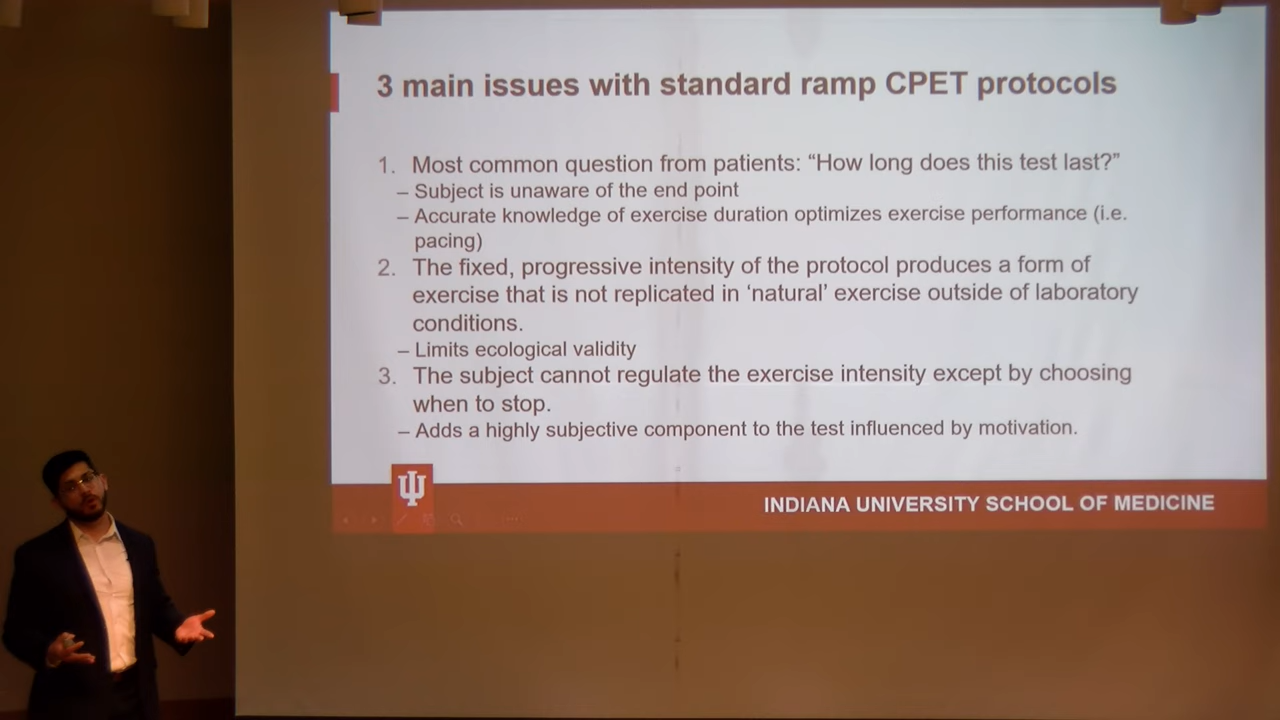 3 main issues with standard ramp CPET protocols
1. Most common question from patients: “How long does this test last?”
– Subject is unaware of the end point
– Accurate knowledge of exercise duration optimizes exercise performance (i.e.
pacing)
2. The fixed, progressive intensity of the protocol produces a form of
exercise that is not replicated in ‘natural’ exercise outside of laboratory
conditions.
– Limits ecological validity
3. The subject cannot regulate the exercise intensity except by choosing
when to stop.
– Adds a highly subjective component to the test influenced by motivation.
INDIANA UNIVERSITY SCHOOL OF MEDICINE